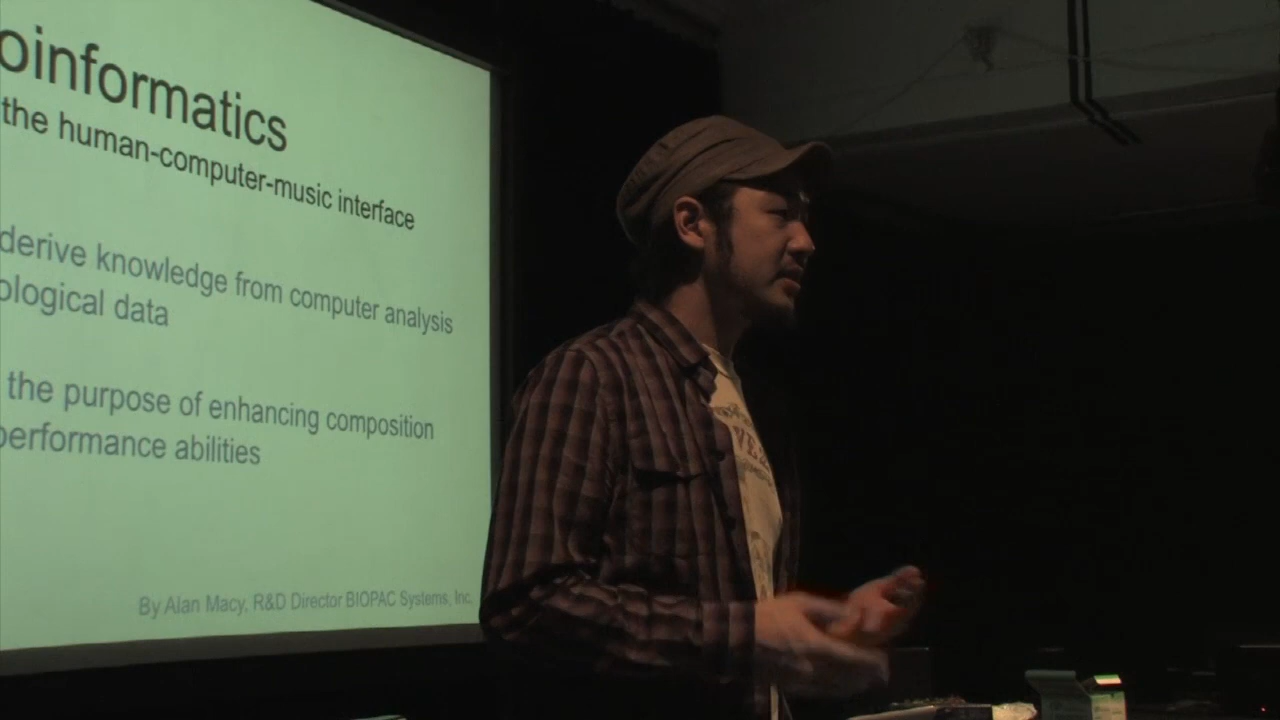 oinformatics
the human-computer-music interface
derive knowledge from computer analysis
ological data
the purpose of enhancing composition
performance abilities
By Alan Macy, R&D Director BIOPAC Systems, Inc.